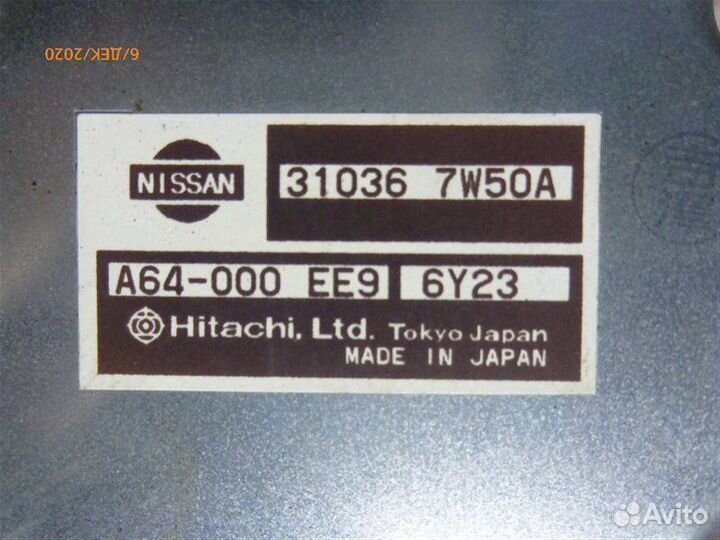 6/ДЕК/2020
NISSAN
31036 7W50A
A64-000 EE9 6Y23
Hitachi, Ltd. Tokyo Japan
MADE IN JAPAN
Avito